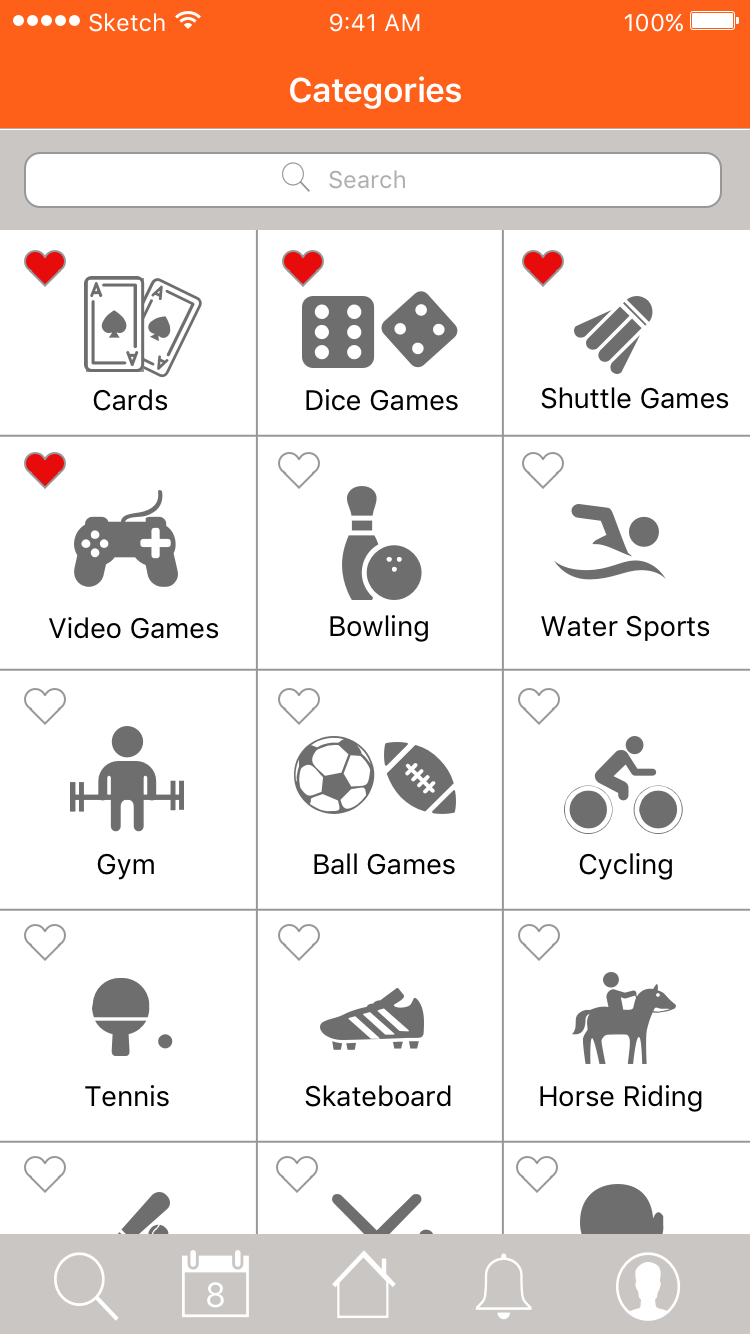 Sketch 9:41 AM 100%
Categories
Search
A A A A
Cards Dice Games Shuttle Games
Video Games Bowling Water Sports
Gym Ball Games Cycling
Tennis Skateboard Horse Riding
8